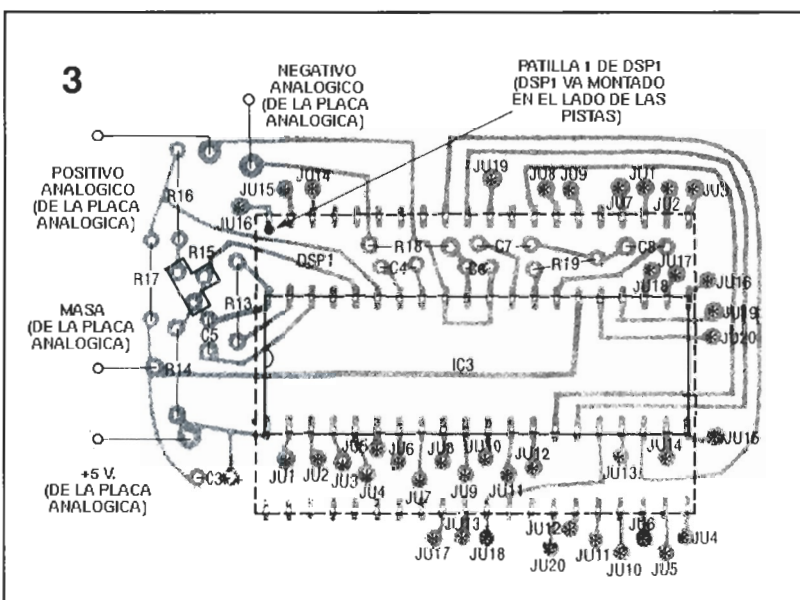 3
NEGATIVO
ANALOGICO
(DE LA PLACA
ANALOGICA)
PATILLA 1 DE DSP1
(DSP1 VA MONTADO
EN EL LADO DE LAS
PISTAS)
POSITIVO
ANALOGICO
(DE LA PLACA
ANALOGICA)
MASA
(DE LA PLACA
ANALOGICA)
+5 V.
(DE LA PLACA
ANALOGICA)
JU15
JU14
JU19
JU8
JU9
JU1
JU7
JU2
JU3
R16
JU16
R15
DSP1
R18
C7
C8
C4
C6
R19
JU17
JU18
JU16
R17
R13
JU19
C5
JU20
R14
IC3
JU15
JU5
JU6
JU8
JU10
JU12
JU14
C3
JU1
JU2
JU3
JU4
JU7
JU9
JU11
JU13
JU13
JU12
JU6
JU4
JU17
JU18
JU20
JU11
JU10
JU5